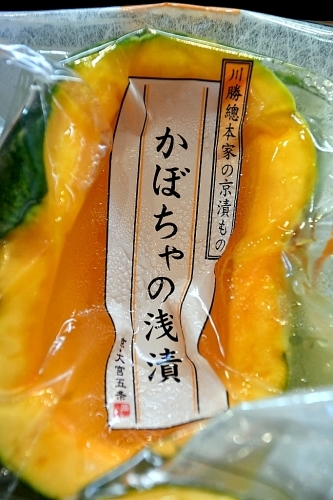 川勝總本家の京漬もの
かぼちゃの浅漬
京・大宮五条